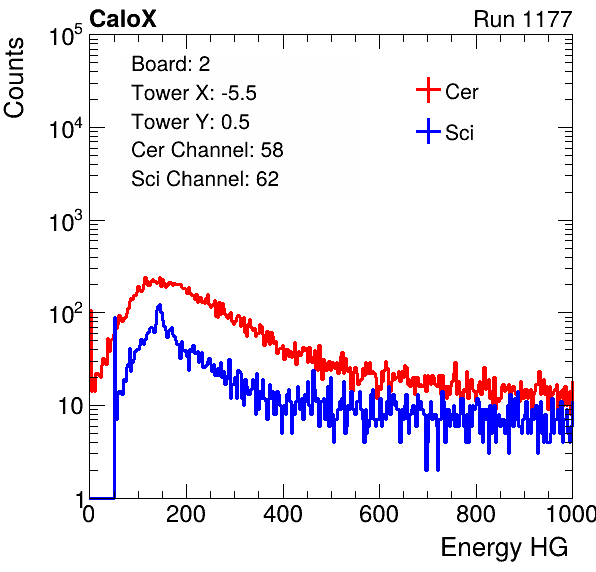 CaloX
Run 1177
Counts
10^5
10^4
10^3
10^2
10
1
Board: 2
Tower X: -5.5
Tower Y: 0.5
Cer Channel: 58
Sci Channel: 62
Cer
Sci
0 200 400 600 800 1000
Energy HG